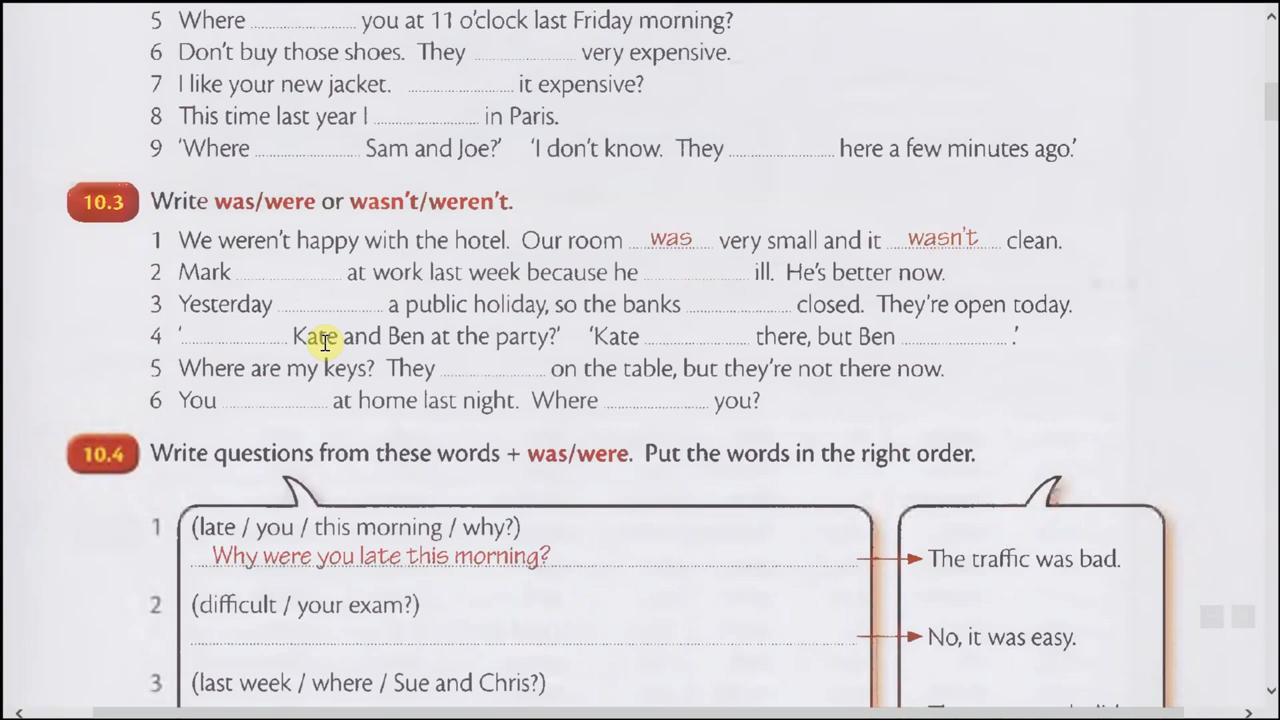 5 Where .................... you at 11 o'clock last Friday morning?
6 Don't buy those shoes. They .................... very expensive.
7 I like your new jacket. .................... it expensive?
8 This time last year I .................... in Paris.
9 'Where .................... Sam and Joe?' 'I don't know. They .................... here a few minutes ago.'
10.3 Write was/were or wasn't/weren't.
1 We weren't happy with the hotel. Our room was very small and it wasn't clean.
2 Mark .................... at work last week because he .................... ill. He's better now.
3 Yesterday .................... a public holiday, so the banks .................... closed. They're open today.
4 ' .................... Kate and Ben at the party?' 'Kate .................... there, but Ben .................... .'
5 Where are my keys? They .................... on the table, but they're not there now.
6 You .................... at home last night. Where .................... you?
10.4 Write questions from these words + was/were. Put the words in the right order.
1 (late / you / this morning / why?)
Why were you late this morning?
The traffic was bad.
2 (difficult / your exam?)
No, it was easy.
3 (last week / where / Sue and Chris?)